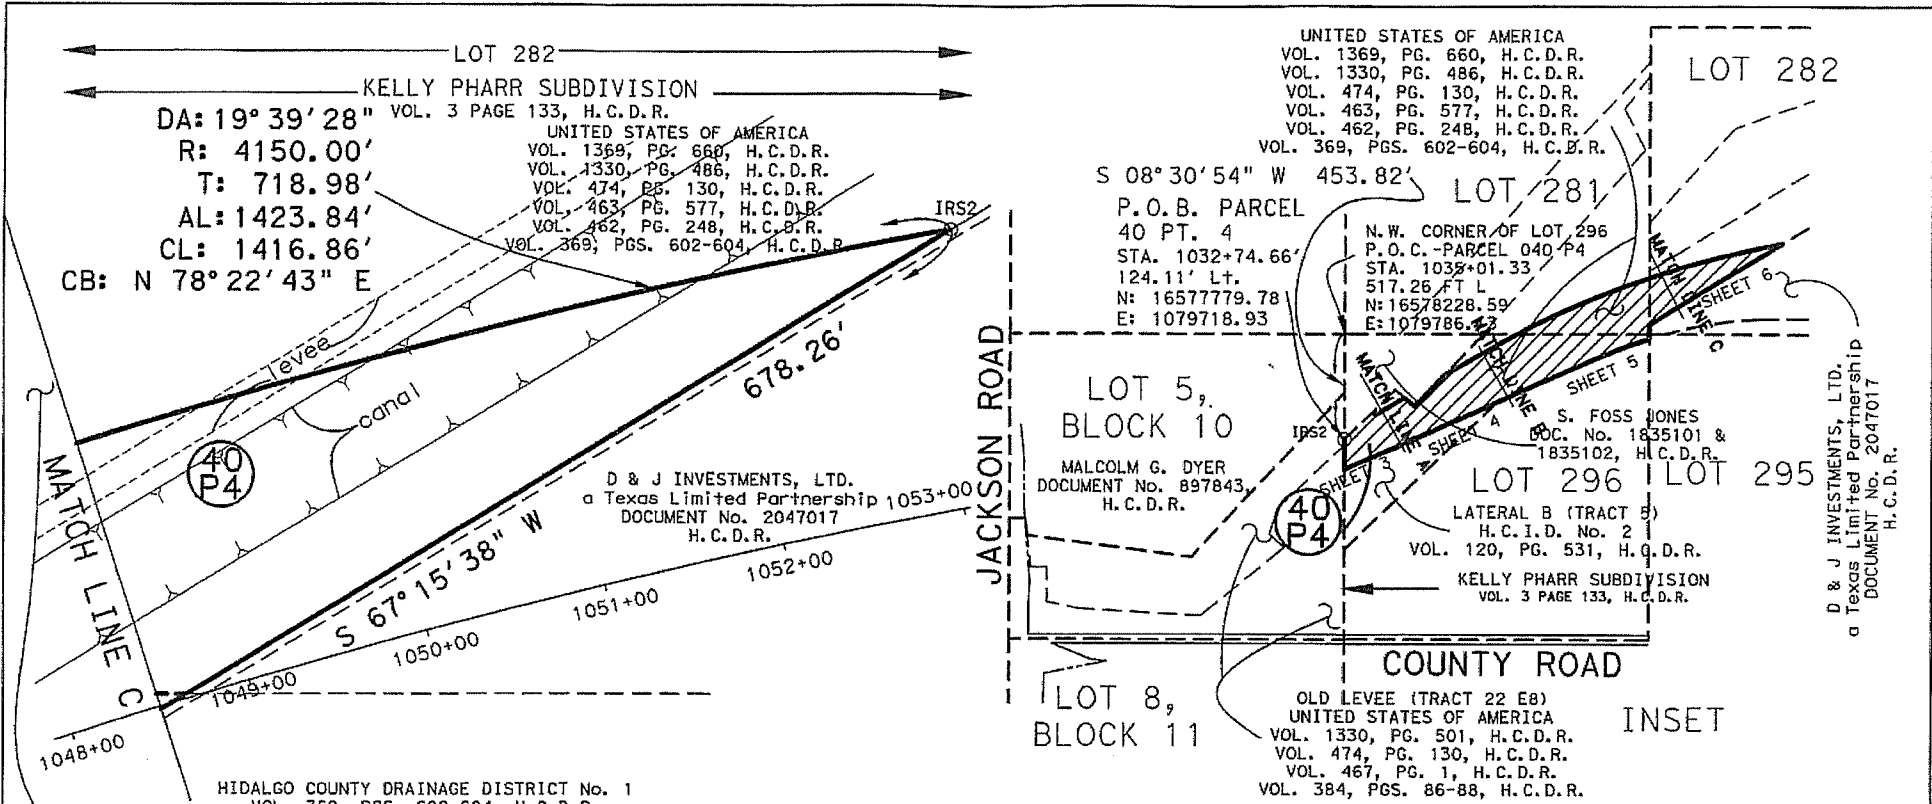 LOT 282
KELLY PHARR SUBDIVISION
VOL. 3 PAGE 133, H.C.D.R.
DA: 19°39'28"
R: 4150.00'
T: 718.98'
AL: 1423.84'
CL: 1416.86'
CB: N 78°22'43" E
UNITED STATES OF AMERICA
VOL. 1369, PG. 660, H.C.D.R.
VOL. 1330, PG. 486, H.C.D.R.
VOL. 474, PG. 130, H.C.D.R.
VOL. 463, PG. 577, H.C.D.R.
VOL. 462, PG. 248, H.C.D.R.
VOL. 369, PGS. 602-604, H.C.D.R
IRS2
levee
canal
678.26'
S 67°15'38" W
40
P4
MATCH LINE C
D & J INVESTMENTS, LTD.
a Texas Limited Partnership
DOCUMENT No. 2047017
H.C.D.R.
1053+00
1052+00
1051+00
1050+00
1049+00
1048+00
HIDALGO COUNTY DRAINAGE DISTRICT No. 1
UNITED STATES OF AMERICA
VOL. 1369, PG. 660, H.C.D.R.
VOL. 1330, PG. 486, H.C.D.R.
VOL. 474, PG. 130, H.C.D.R.
VOL. 463, PG. 577, H.C.D.R.
VOL. 462, PG. 248, H.C.D.R.
VOL. 369, PGS. 602-604, H.C.D.R.
LOT 282
S 08°30'54" W 453.82'
LOT 281
P.O.B. PARCEL
40 PT. 4
STA. 1032+74.66'
124.11' Lt.
N: 16577779.78
E: 1079718.93
N.W. CORNER OF LOT 296
P.O.C.-PARCEL 040 P4
STA. 1035+01.33
517.26 FT L
N: 16578228.59
MATCH LINE C
SHEET 6
MATCH LINE B
SHEET 5
MATCH LINE A
SHEET 4
SHEET 3
JACKSON ROAD
LOT 5,
BLOCK 10
IRS2
MALCOLM G. DYER
DOCUMENT No. 897843,
H.C.D.R.
S. FOSS JONES
DOC. No. 1835101 &
1835102, H.C.D.R.
LOT 296
LOT 295
40
P4
LATERAL B (TRACT 5)
H.C.I.D. No. 2
VOL. 120, PG. 531, H.C.D.R.
KELLY PHARR SUBDIVISION
VOL. 3 PAGE 133, H.C.D.R.
D & J INVESTMENTS, LTD.
a Texas Limited Partnership
DOCUMENT No. 2047017
H.C.D.R.
COUNTY ROAD
LOT 8,
BLOCK 11
OLD LEVEE (TRACT 22 E8)
UNITED STATES OF AMERICA
VOL. 1330, PG. 501, H.C.D.R.
VOL. 474, PG. 130, H.C.D.R.
VOL. 467, PG. 1, H.C.D.R.
VOL. 384, PGS. 86-88, H.C.D.R.
INSET